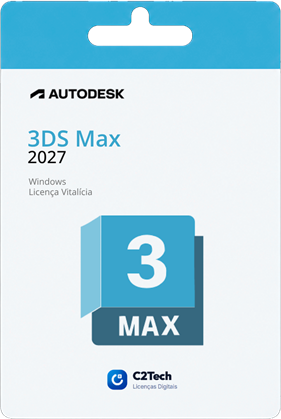 AUTODESK
3DS Max
2027
Windows
Licença Vitalícia
3
MAX
C2Tech
Licenças Digitais